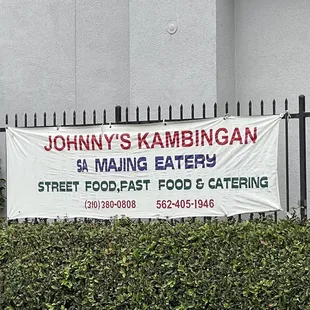 JOHNNY'S KAMBINGAN
SA MAJING EATERY
STREET FOOD,FAST FOOD & CATERING
(310)380-0808 562-405-1946